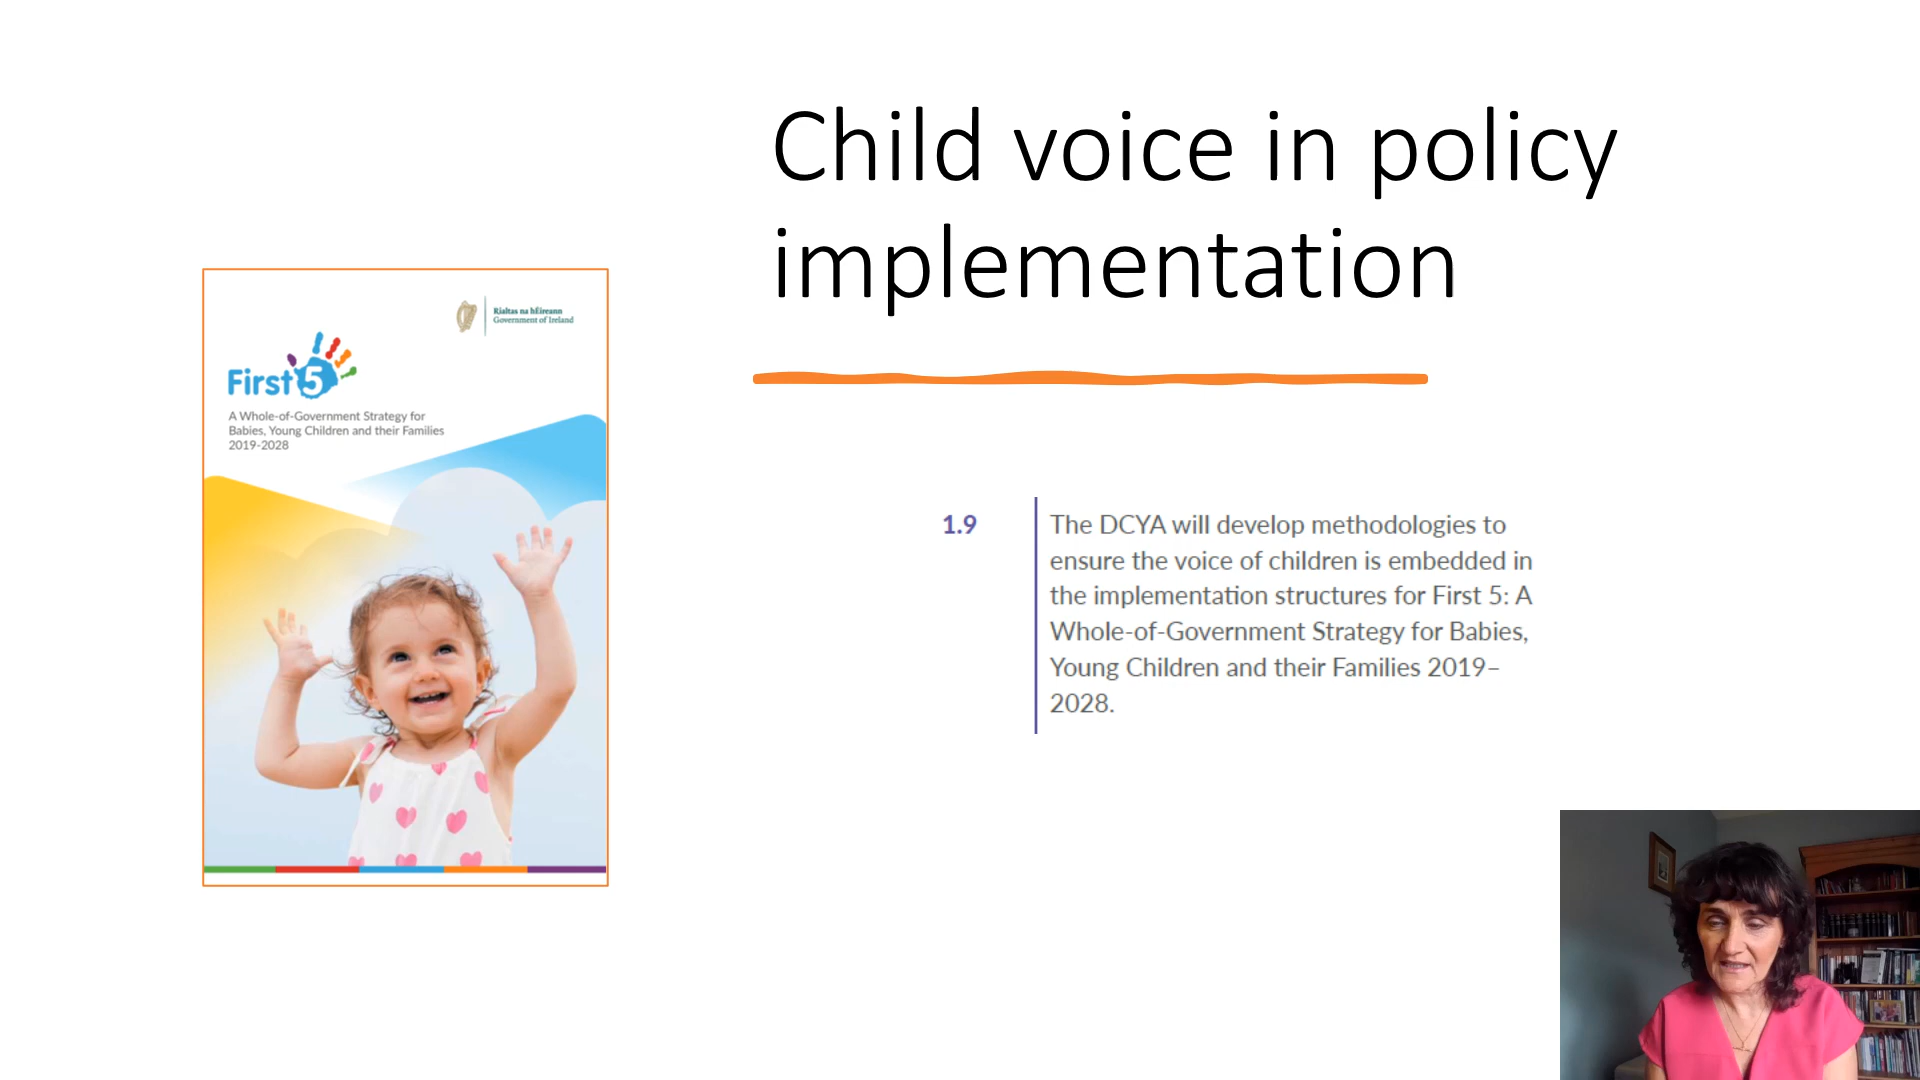 Child voice in policy
implementation
Rialtas na hÉireann
Government of Ireland
First 5
A Whole-of-Government Strategy for
Babies, Young Children and their Families
2019-2028
1.9
The DCYA will develop methodologies to
ensure the voice of children is embedded in
the implementation structures for First 5: A
Whole-of-Government Strategy for Babies,
Young Children and their Families 2019–
2028.